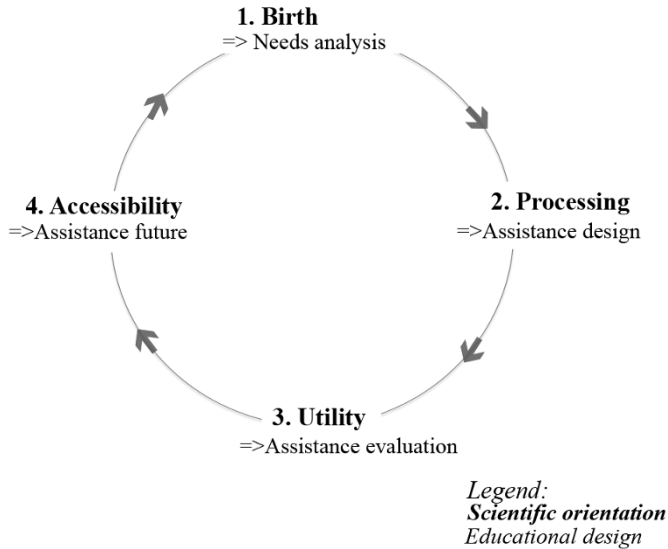 1. Birth
=> Needs analysis
2. Processing
=>Assistance design
3. Utility
=>Assistance evaluation
4. Accessibility
=>Assistance future
Legend:
Scientific orientation
Educational design